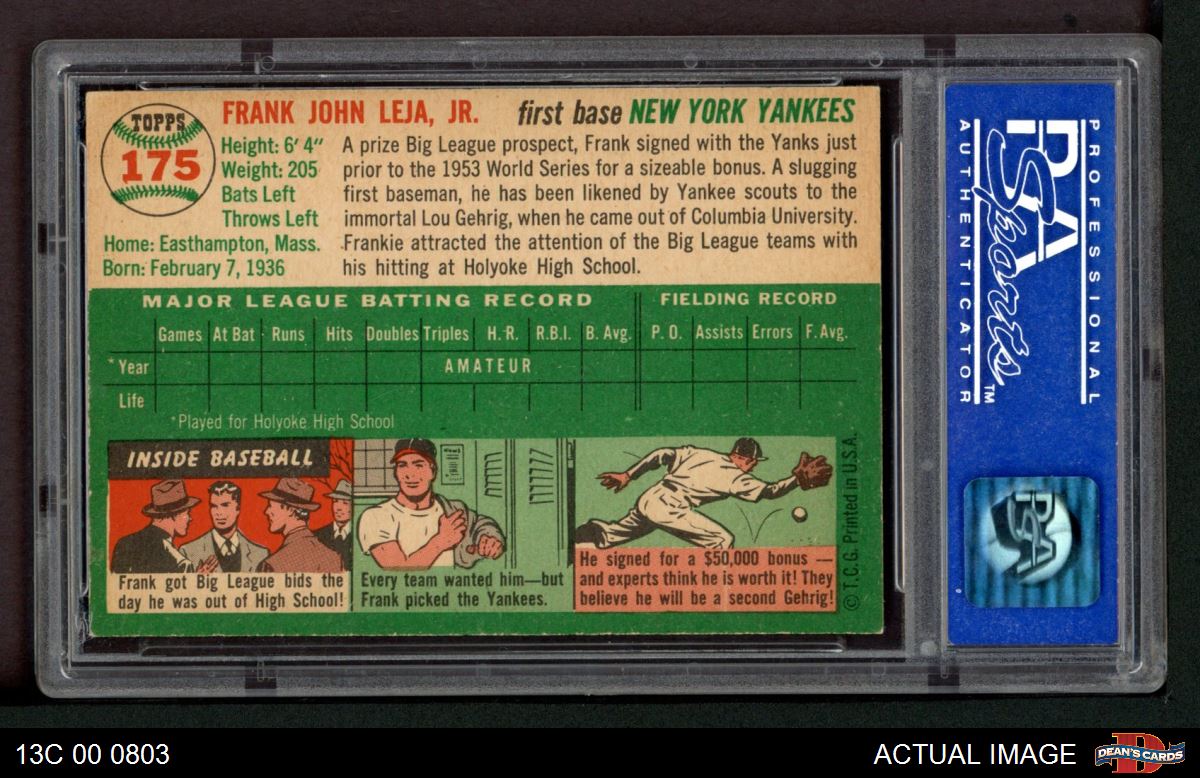 TOPPS
175
FRANK JOHN LEJA, JR. first base NEW YORK YANKEES
Height: 6' 4"
Weight: 205
Bats Left
Throws Left
Home: Easthampton, Mass.
Born: February 7, 1936
A prize Big League prospect, Frank signed with the Yanks just
prior to the 1953 World Series for a sizeable bonus. A slugging
first baseman, he has been likened by Yankee scouts to the
immortal Lou Gehrig, when he came out of Columbia University.
Frankie attracted the attention of the Big League teams with
his hitting at Holyoke High School.
MAJOR LEAGUE BATTING RECORD FIELDING RECORD
Games At Bat Runs Hits Doubles Triples H.R. R.B.I. B. Avg. P. O. Assists Errors F. Avg.
* Year AMATEUR
Life
*Played for Holyoke High School
INSIDE BASEBALL
Frank got Big League bids the
day he was out of High School!
Every team wanted him—but
Frank picked the Yankees.
He signed for a $50,000 bonus —
and experts think he is worth it! They
believe he will be a second Gehrig!
© T.C.G. Printed in U.S.A.
PROFESSIONAL
PSA
Sports™
AUTHENTICATOR
PSA
13C 00 0803
ACTUAL IMAGE
D
DEAN'S CARDS